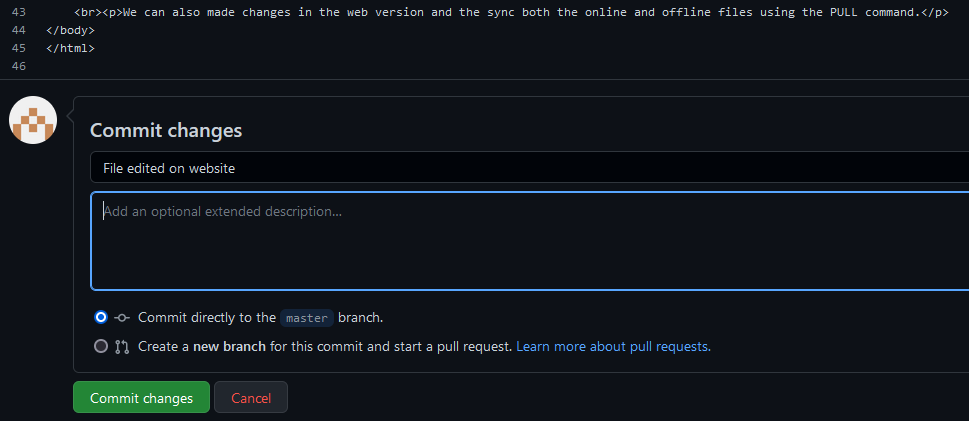 43 <br><p>We can also made changes in the web version and the sync both the online and offline files using the PULL command.</p>
44 </body>
45 </html>
46
Commit changes
File edited on website
Add an optional extended description...
Commit directly to the master branch.
Create a new branch for this commit and start a pull request. Learn more about pull requests.
Commit changes Cancel